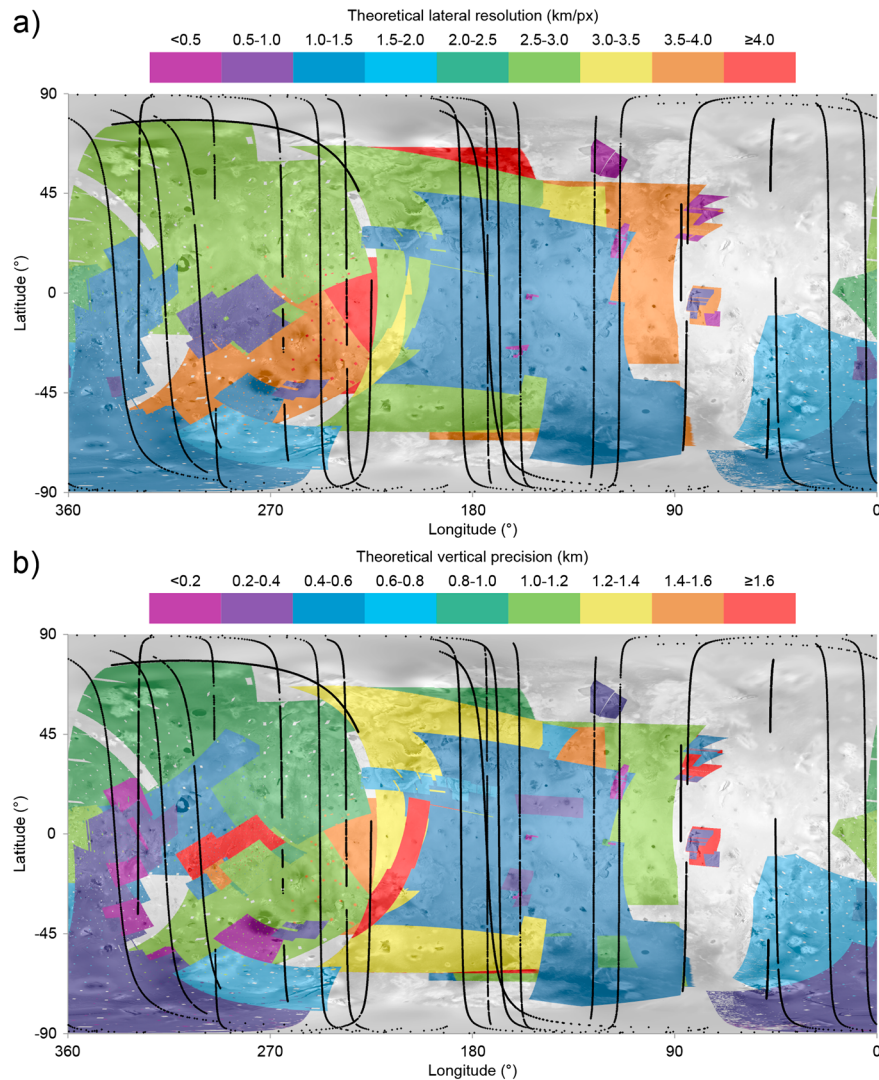 a)
Theoretical lateral resolution (km/px)
<0.5 0.5-1.0 1.0-1.5 1.5-2.0 2.0-2.5 2.5-3.0 3.0-3.5 3.5-4.0 ≥4.0
90
45
0
-45
-90
Latitude (°)
360 270 180 90 0
Longitude (°)
b)
Theoretical vertical precision (km)
<0.2 0.2-0.4 0.4-0.6 0.6-0.8 0.8-1.0 1.0-1.2 1.2-1.4 1.4-1.6 ≥1.6
90
45
0
-45
-90
Latitude (°)
360 270 180 90 0
Longitude (°)